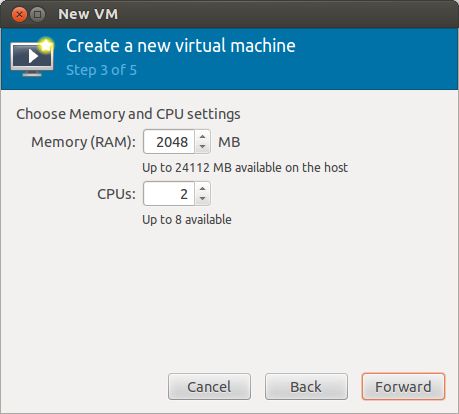 New VM
Create a new virtual machine
Step 3 of 5
Choose Memory and CPU settings
Memory (RAM): 2048 MB
Up to 24112 MB available on the host
CPUs: 2
Up to 8 available
Cancel Back Forward